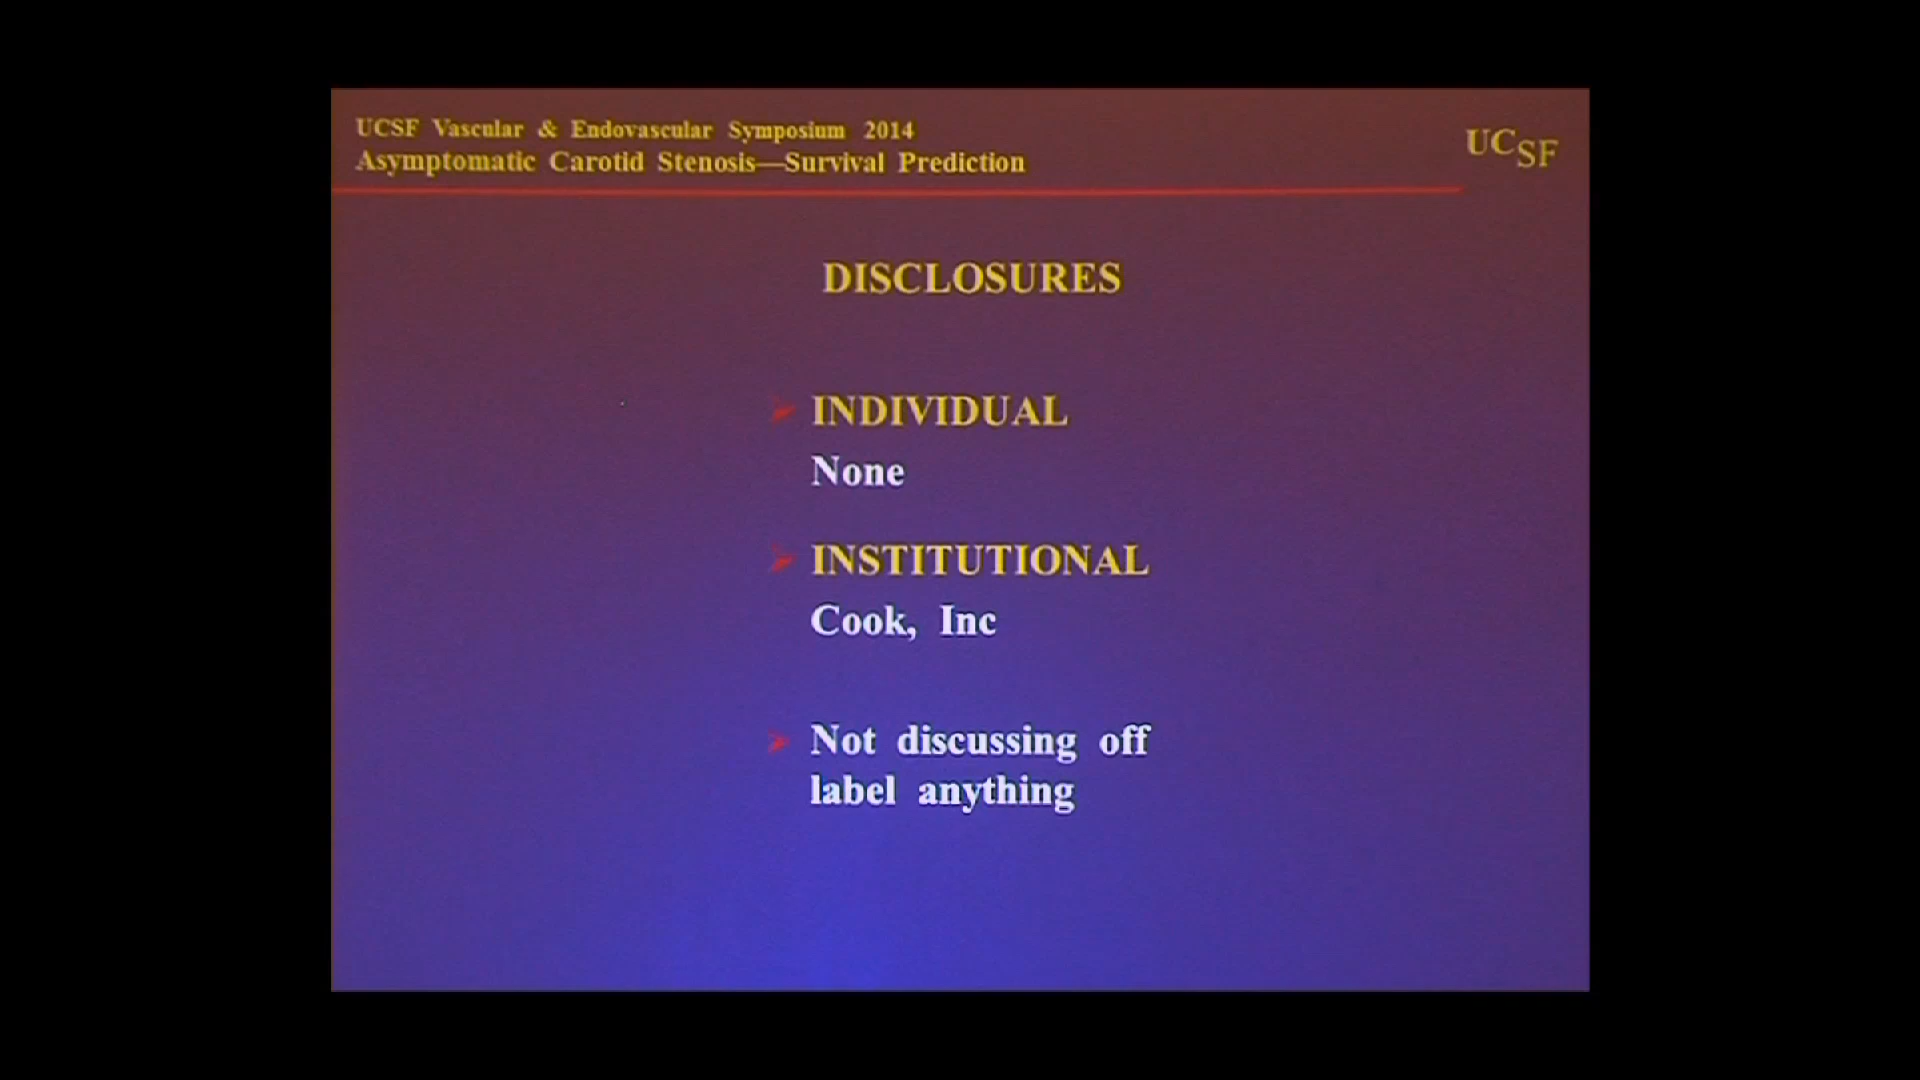 UCSF Vascular & Endovascular Symposium 2014
Asymptomatic Carotid Stenosis—Survival Prediction
UCSF
DISCLOSURES
INDIVIDUAL
None
INSTITUTIONAL
Cook, Inc
Not discussing off
label anything